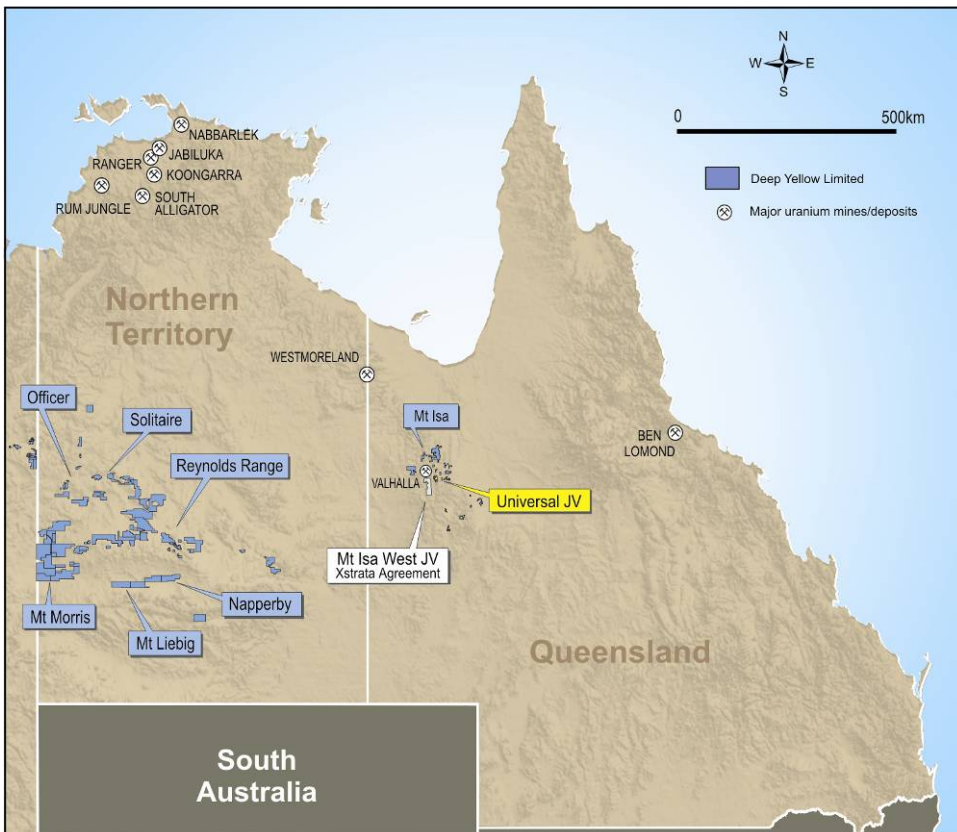 N
W E
S
0 500km
Deep Yellow Limited
Major uranium mines/deposits
NABBARLEK
JABILUKA
RANGER
KOONGARRA
RUM JUNGLE
SOUTH
ALLIGATOR
Northern
Territory
WESTMORELAND
Officer
Solitaire
Reynolds Range
Mt Isa
VALHALLA
BEN
LOMOND
Universal JV
Mt Isa West JV
Xstrata Agreement
Mt Morris
Mt Liebig
Napperby
Queensland
South
Australia